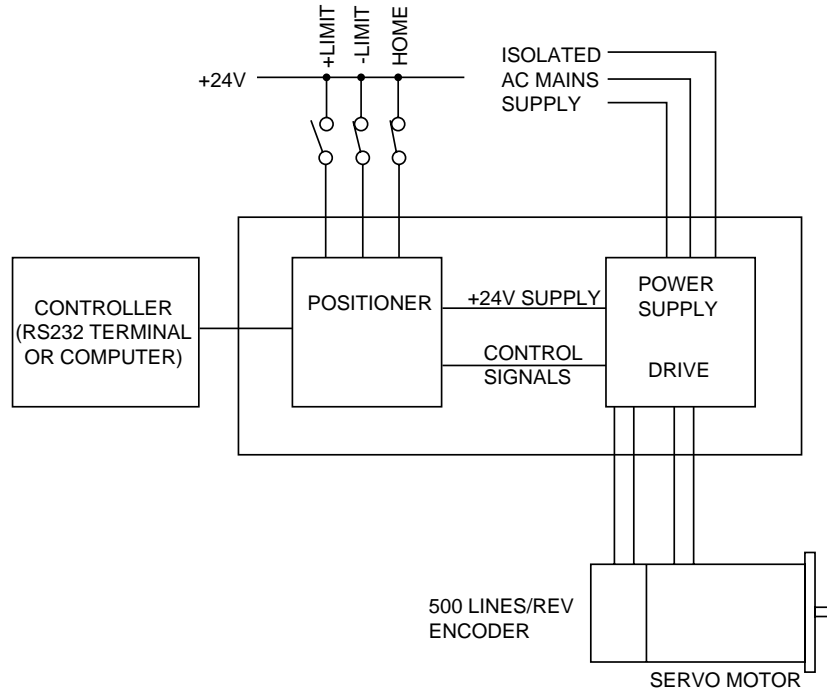 +LIMIT
-LIMIT
HOME
+24V
ISOLATED
AC MAINS
SUPPLY
CONTROLLER
(RS232 TERMINAL
OR COMPUTER)
POSITIONER
+24V SUPPLY
CONTROL
SIGNALS
POWER
SUPPLY
DRIVE
500 LINES/REV
ENCODER
SERVO MOTOR